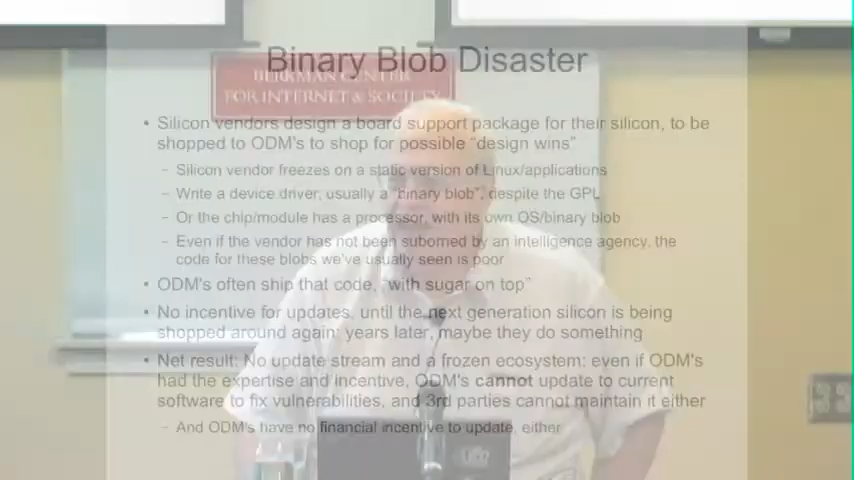 Binary Blob Disaster
BERKMAN CENTER
FOR INTERNET & SOCIETY
• Silicon vendors design a board support package for their silicon, to be
shopped to ODM's to shop for possible “design wins”
– Silicon vendor freezes on a static version of Linux/applications
– Write a device driver, usually a “binary blob”, despite the GPL
– Or the chip/module has a processor, with its own OS/binary blob
– Even if the vendor has not been suborned by an intelligence agency, the
code for these blobs we've usually seen is poor
• ODM's often ship that code, “with sugar on top”
• No incentive for updates, until the next generation silicon is being
shopped around again: years later, maybe they do something
• Net result: No update stream and a frozen ecosystem: even if ODM's
had the expertise and incentive, ODM's cannot update to current
software to fix vulnerabilities, and 3rd parties cannot maintain it either
– And ODM's have no financial incentive to update, either